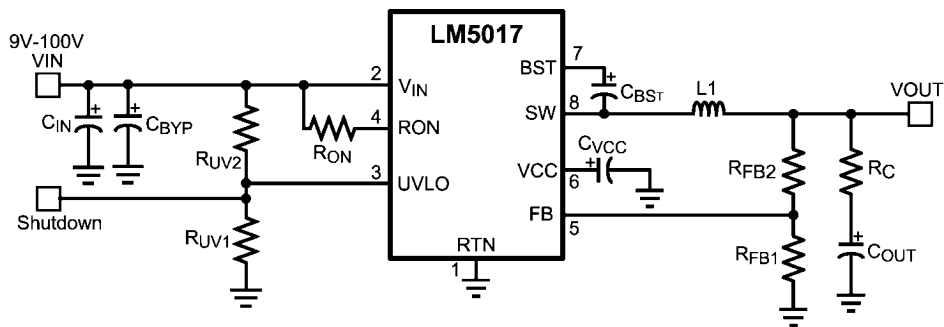 LM5017
9V-100V
VIN
7
BST
2
VIN
CBST
L1
VOUT
8
SW
CIN
CBYP
4
RON
RON
CVCC
RUV2
RFB2
RC
VCC
3
UVLO
6
FB
Shutdown
5
RUV1
RTN
RFB1
COUT
1
+
+
+
+
+